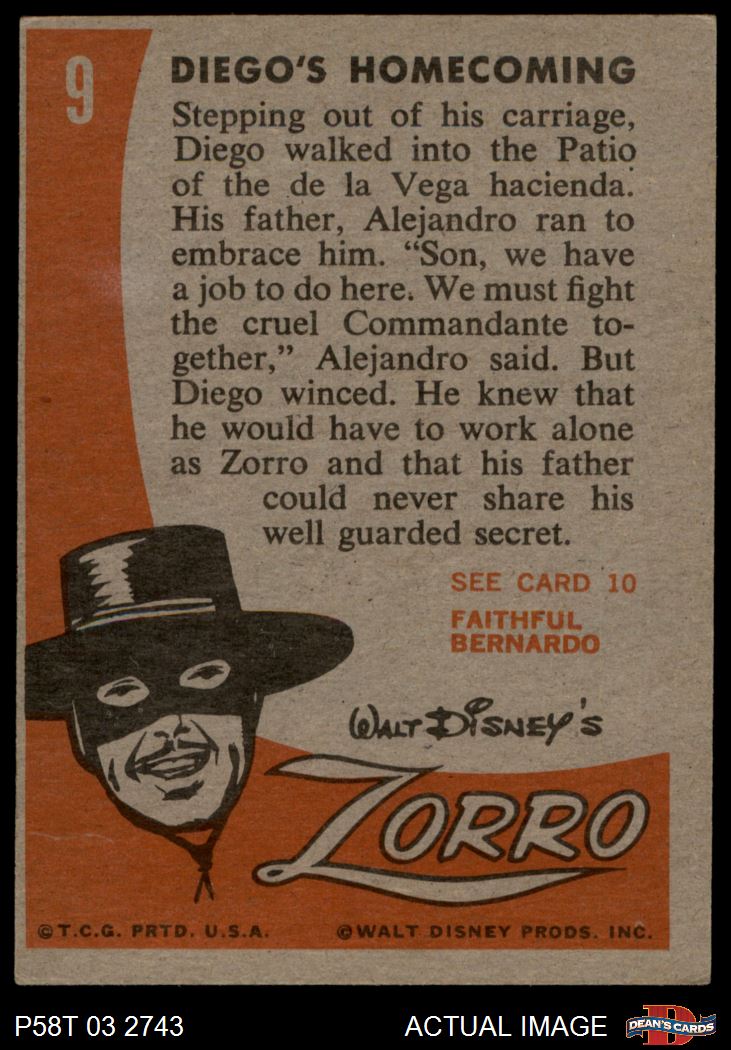 9
DIEGO'S HOMECOMING
Stepping out of his carriage,
Diego walked into the Patio
of the de la Vega hacienda.
His father, Alejandro ran to
embrace him. “Son, we have
a job to do here. We must fight
the cruel Commandante to-
gether,” Alejandro said. But
Diego winced. He knew that
he would have to work alone
as Zorro and that his father
could never share his
well guarded secret.
SEE CARD 10
FAITHFUL
BERNARDO
WALT DISNEY'S
ZORRO
©T.C.G. PRTD. U.S.A. ©WALT DISNEY PRODS. INC.
P58T 03 2743 ACTUAL IMAGE DEAN'S CARDS